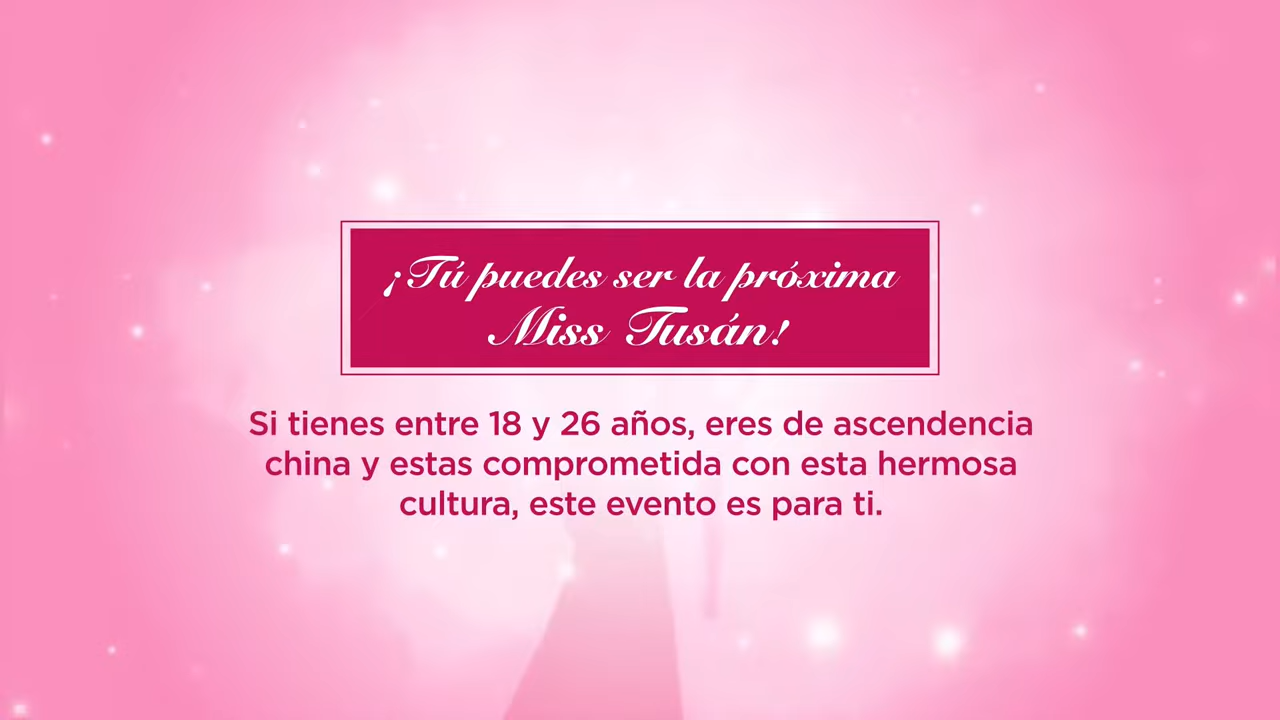 ¡Tú puedes ser la próxima
Miss Tusán!
Si tienes entre 18 y 26 años, eres de ascendencia
china y estas comprometida con esta hermosa
cultura, este evento es para ti.